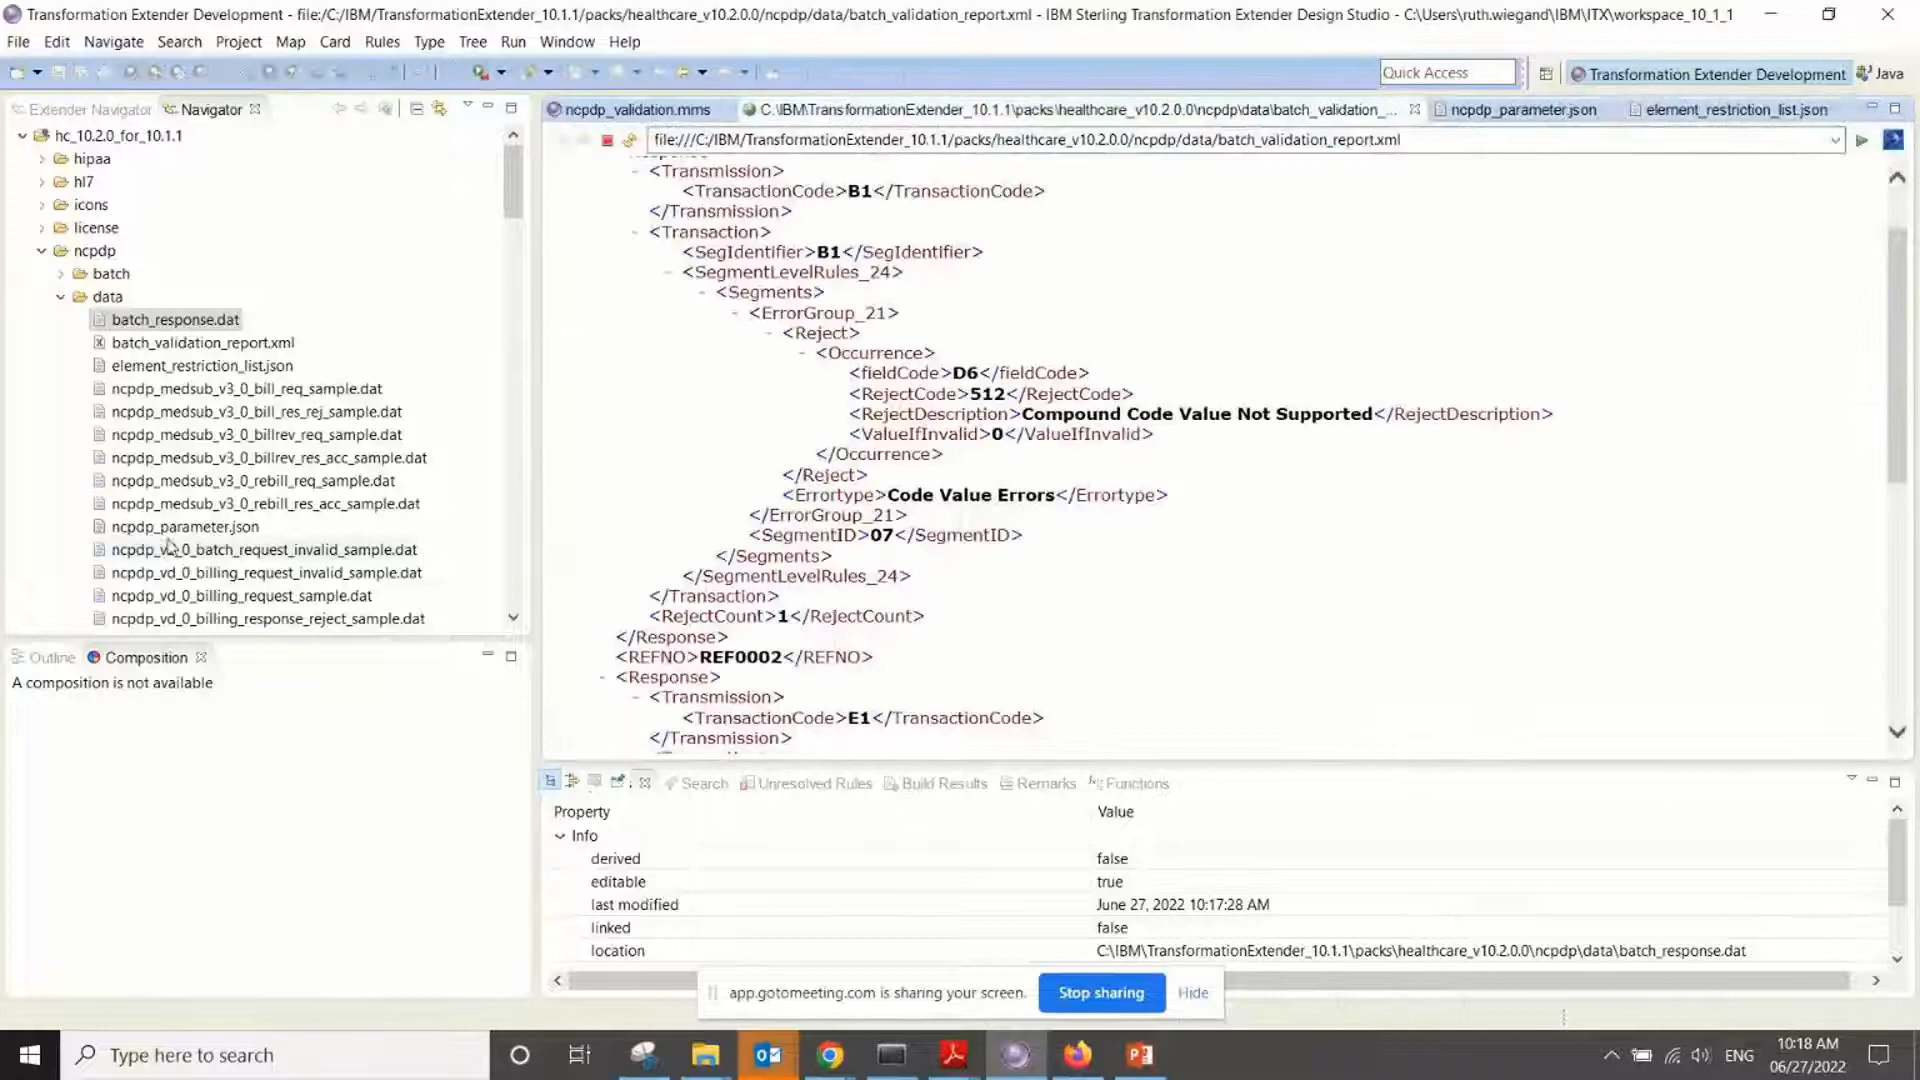 Transformation Extender Development - file:/C:/IBM/TransformationExtender_10.1.1/packs/healthcare_v10.2.0.0/ncpdp/data/batch_validation_report.xml - IBM Sterling Transformation Extender Design Studio - C:\Users\ruth.wiegand\IBM\ITX\workspace_10_1_1
File Edit Navigate Search Project Map Card Rules Type Tree Run Window Help
Quick Access
Transformation Extender Development
Java
Extender Navigator
Navigator
hc_10.2.0_for_10.1.1
hipaa
hl7
icons
license
ncpdp
batch
data
batch_response.dat
batch_validation_report.xml
element_restriction_list.json
ncpdp_medsub_v3_0_bill_req_sample.dat
ncpdp_medsub_v3_0_bill_res_rej_sample.dat
ncpdp_medsub_v3_0_billrev_req_sample.dat
ncpdp_medsub_v3_0_billrev_res_acc_sample.dat
ncpdp_medsub_v3_0_rebill_req_sample.dat
ncpdp_medsub_v3_0_rebill_res_acc_sample.dat
ncpdp_parameter.json
ncpdp_vd_0_batch_request_invalid_sample.dat
ncpdp_vd_0_billing_request_invalid_sample.dat
ncpdp_vd_0_billing_request_sample.dat
ncpdp_vd_0_billing_response_reject_sample.dat
Outline
Composition
A composition is not available
ncpdp_validation.mms
C:\IBM\TransformationExtender_10.1.1\packs\healthcare_v10.2.0.0\ncpdp\data\batch_validation_...
ncpdp_parameter.json
element_restriction_list.json
file:///C:/IBM/TransformationExtender_10.1.1/packs/healthcare_v10.2.0.0/ncpdp/data/batch_validation_report.xml
- <Transmission>
<TransactionCode>B1</TransactionCode>
</Transmission>
- <Transaction>
<SegIdentifier>B1</SegIdentifier>
- <SegmentLevelRules_24>
- <Segments>
- <ErrorGroup_21>
- <Reject>
- <Occurrence>
<fieldCode>D6</fieldCode>
<RejectCode>512</RejectCode>
<RejectDescription>Compound Code Value Not Supported</RejectDescription>
<ValueIfInvalid>0</ValueIfInvalid>
</Occurrence>
</Reject>
<Errortype>Code Value Errors</Errortype>
</ErrorGroup_21>
<SegmentID>07</SegmentID>
</Segments>
</SegmentLevelRules_24>
</Transaction>
<RejectCount>1</RejectCount>
</Response>
<REFNO>REF0002</REFNO>
- <Response>
- <Transmission>
<TransactionCode>E1</TransactionCode>
</Transmission>
Search
Unresolved Rules
Build Results
Remarks
Functions
Property Value
Info
derived false
editable true
last modified June 27, 2022 10:17:28 AM
linked false
location C:\IBM\TransformationExtender_10.1.1\packs\healthcare_v10.2.0.0\ncpdp\data\batch_response.dat
app.gotomeeting.com is sharing your screen. Stop sharing Hide
Type here to search
ENG
10:18 AM
06/27/2022